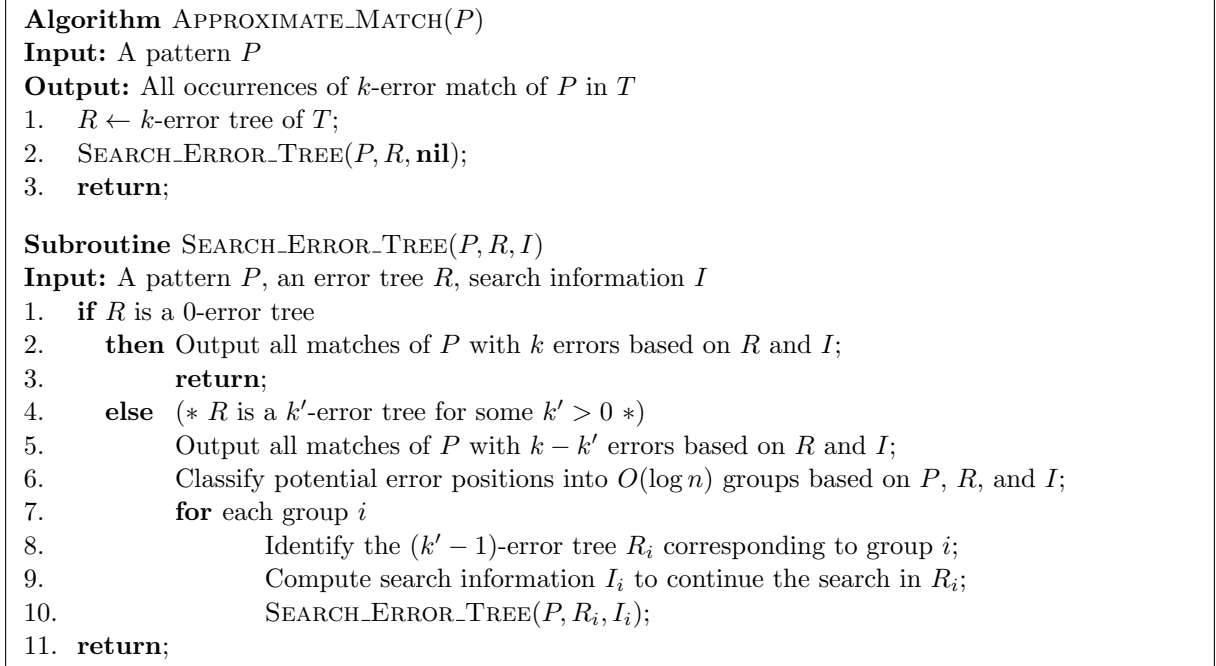 Algorithm APPROXIMATE_MATCH(P)
Input: A pattern P
Output: All occurrences of k-error match of P in T
1. R ← k-error tree of T;
2. SEARCH_ERROR_TREE(P, R, nil);
3. return;
Subroutine SEARCH_ERROR_TREE(P, R, I)
Input: A pattern P, an error tree R, search information I
1. if R is a 0-error tree
2. then Output all matches of P with k errors based on R and I;
3. return;
4. else (∗ R is a k′-error tree for some k′ > 0 ∗)
5. Output all matches of P with k − k′ errors based on R and I;
6. Classify potential error positions into O(log n) groups based on P, R, and I;
7. for each group i
8. Identify the (k′ − 1)-error tree Rᵢ corresponding to group i;
9. Compute search information Iᵢ to continue the search in Rᵢ;
10. SEARCH_ERROR_TREE(P, Rᵢ, Iᵢ);
11. return;